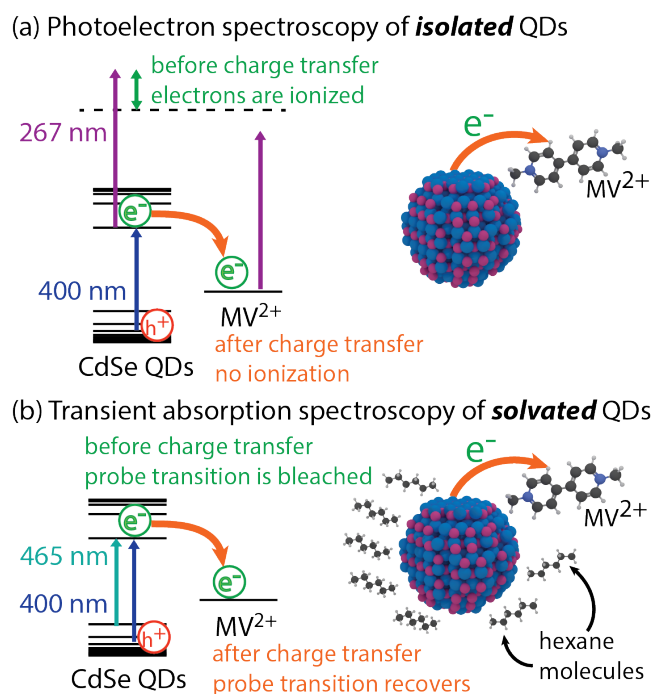 (a) Photoelectron spectroscopy of isolated QDs
before charge transfer
electrons are ionized
267 nm
e-
MV2+
e-
e-
400 nm
h+
MV2+
CdSe QDs
after charge transfer
no ionization
(b) Transient absorption spectroscopy of solvated QDs
before charge transfer
probe transition is bleached
e-
MV2+
e-
465 nm
e-
400 nm
h+
MV2+
CdSe QDs
after charge transfer
probe transition recovers
hexane
molecules